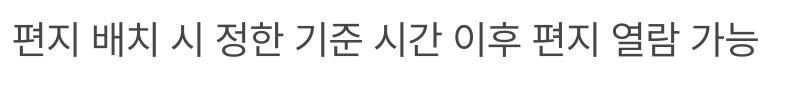 편지 배치 시 정한 기준 시간 이후 편지 열람 가능